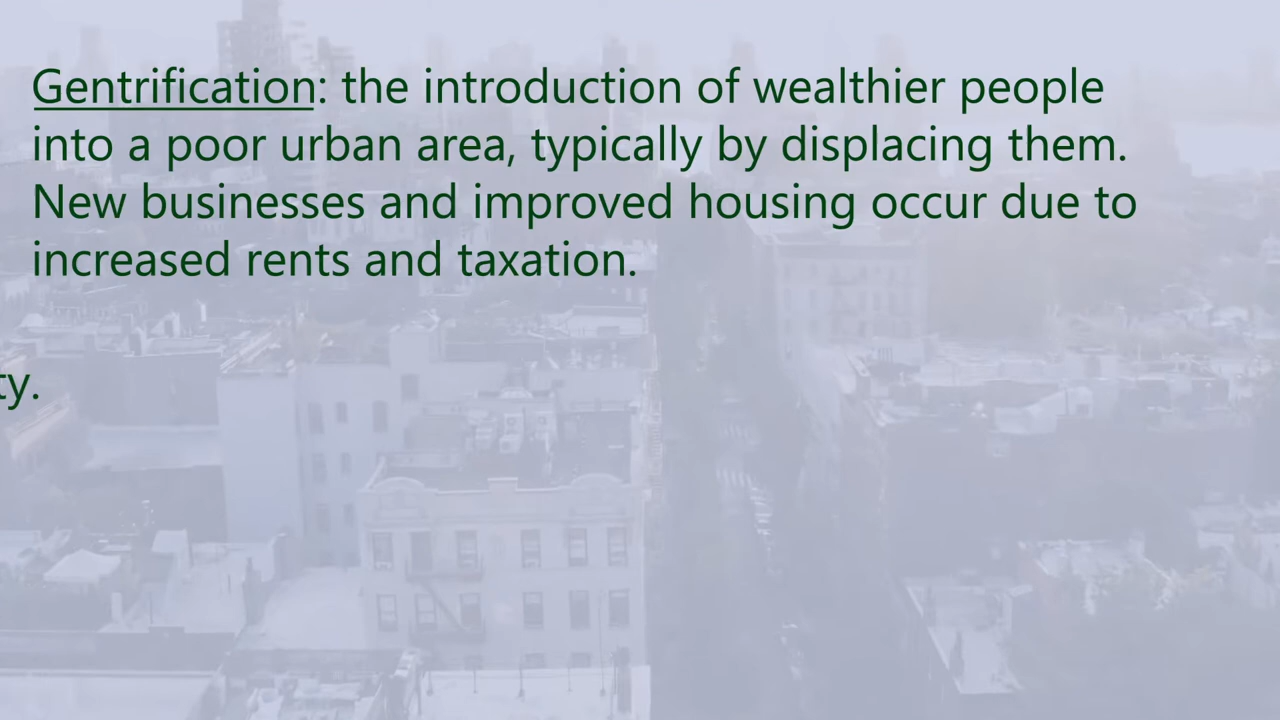 Gentrification: the introduction of wealthier people
into a poor urban area, typically by displacing them.
New businesses and improved housing occur due to
increased rents and taxation.
ty.